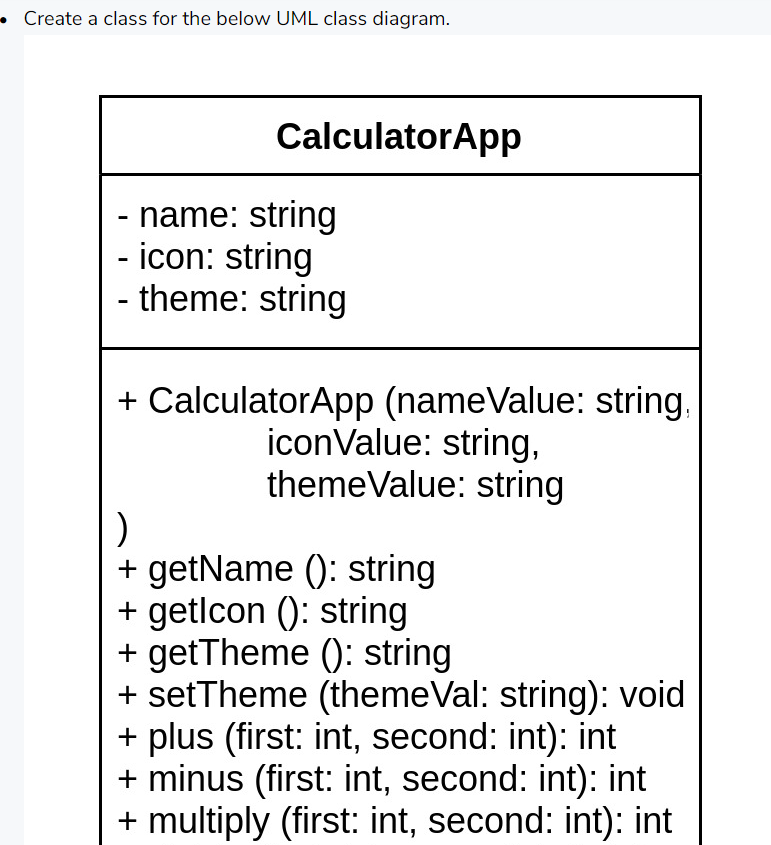 • Create a class for the below UML class diagram.
CalculatorApp
- name: string
- icon: string
- theme: string
+ CalculatorApp (nameValue: string,
iconValue: string,
themeValue: string
)
+ getName (): string
+ getIcon (): string
+ getTheme (): string
+ setTheme (themeVal: string): void
+ plus (first: int, second: int): int
+ minus (first: int, second: int): int
+ multiply (first: int, second: int): int